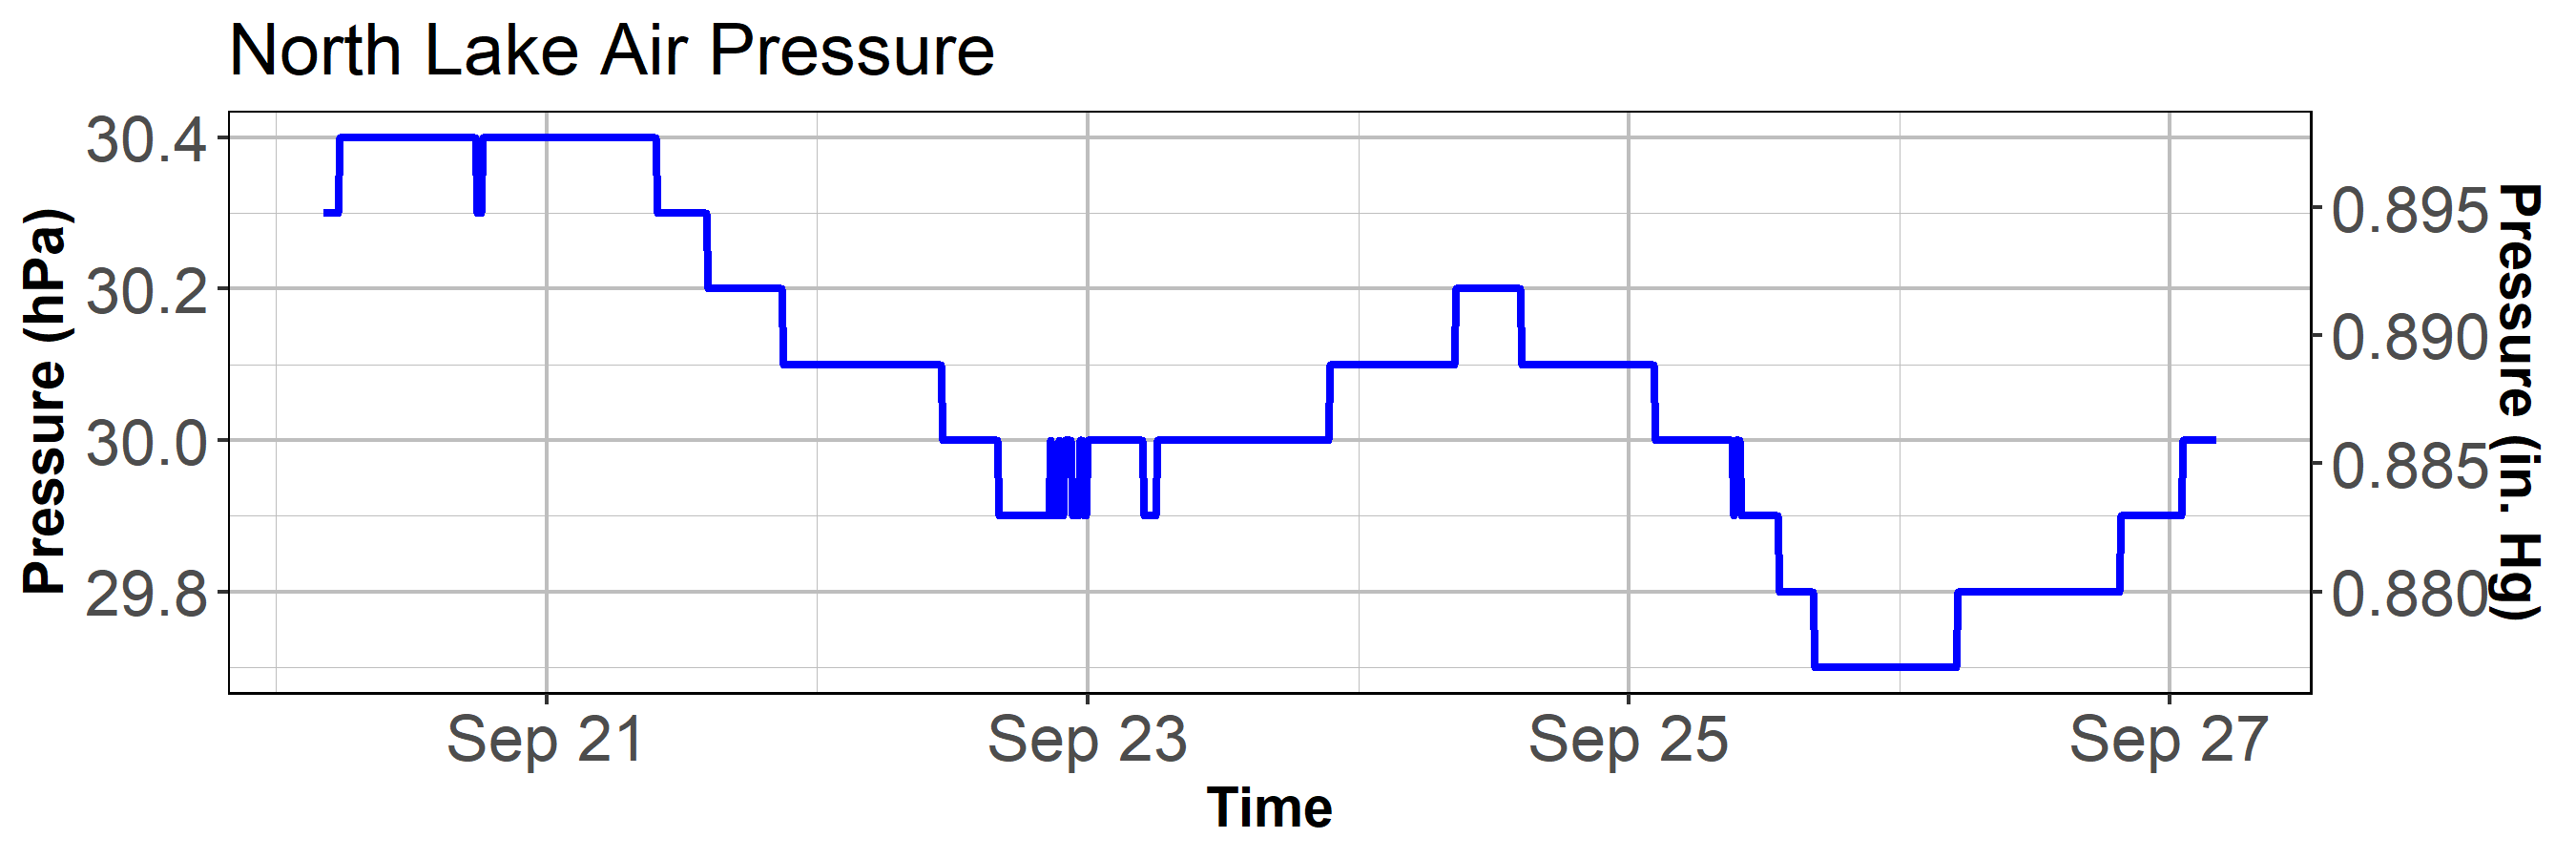 North Lake Air Pressure
Pressure (hPa)
30.4
30.2
30.0
29.8
0.895
0.890
0.885
0.880
Pressure (in. Hg)
Sep 21
Sep 23
Sep 25
Sep 27
Time